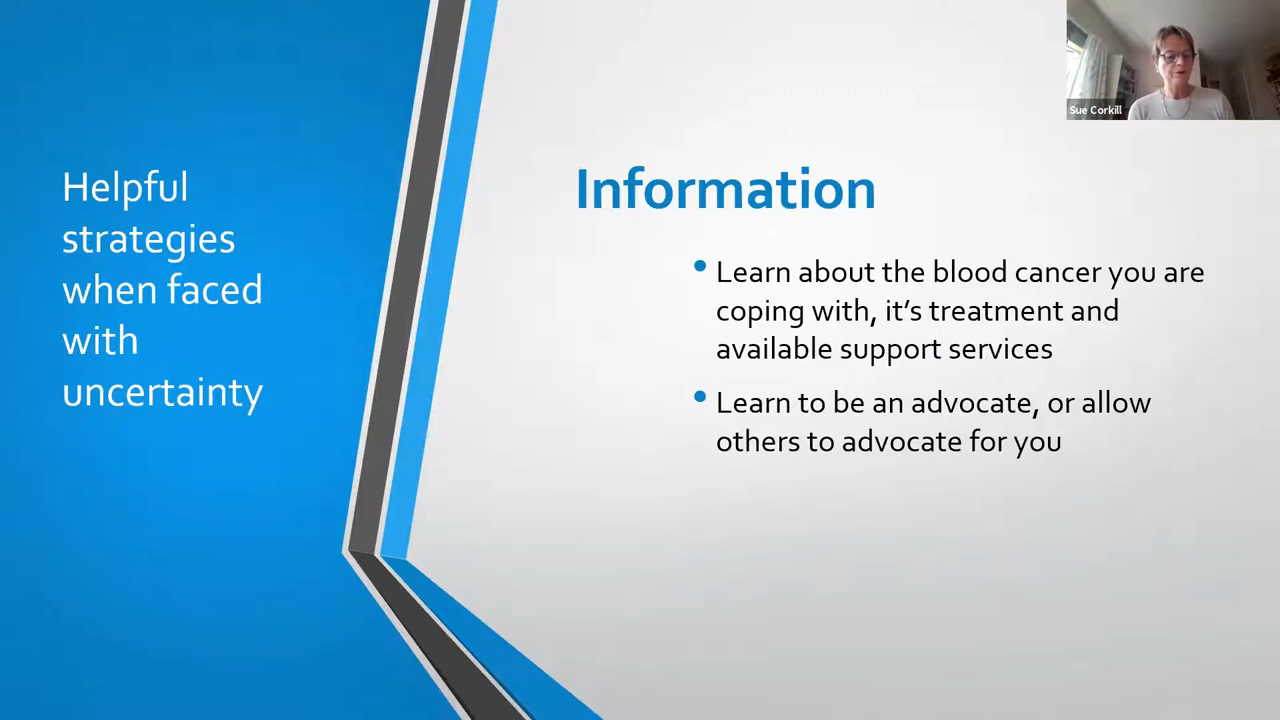 Helpful
strategies
when faced
with
uncertainty
Information
• Learn about the blood cancer you are
coping with, it’s treatment and
available support services
• Learn to be an advocate, or allow
others to advocate for you
Sue Corkill